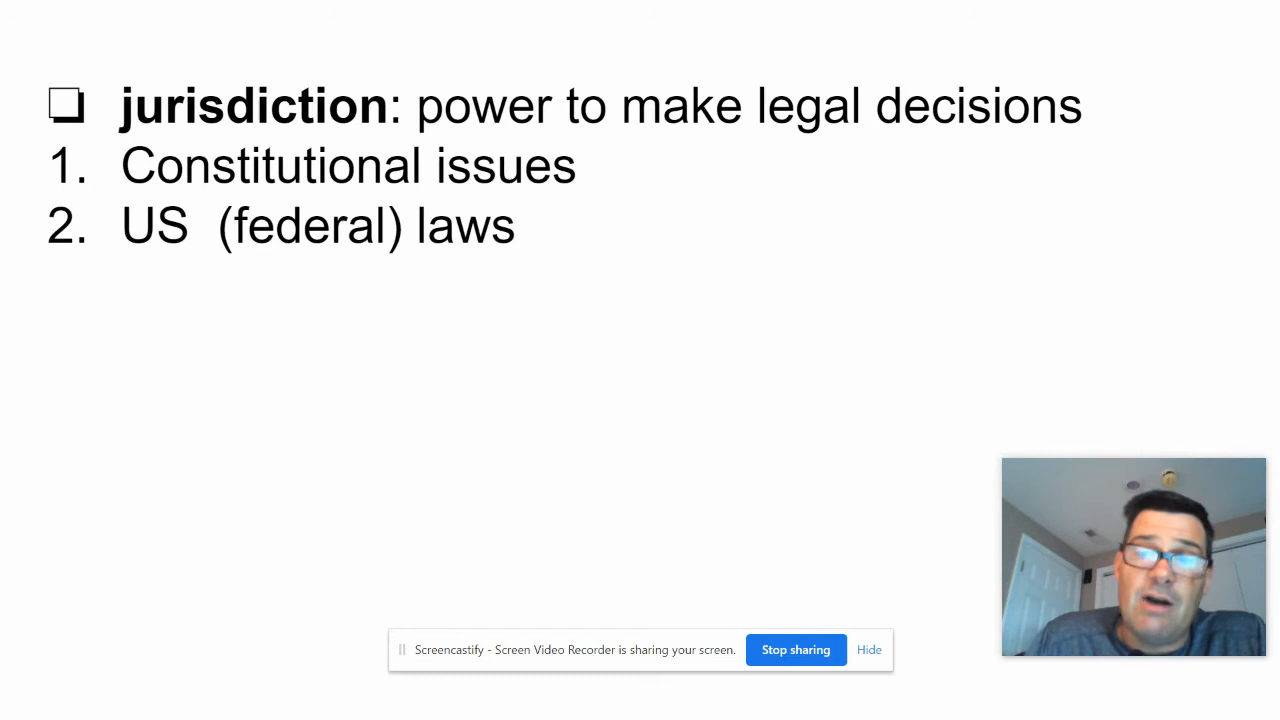 ❏ jurisdiction: power to make legal decisions
1. Constitutional issues
2. US (federal) laws
Screencastify - Screen Video Recorder is sharing your screen. Stop sharing Hide